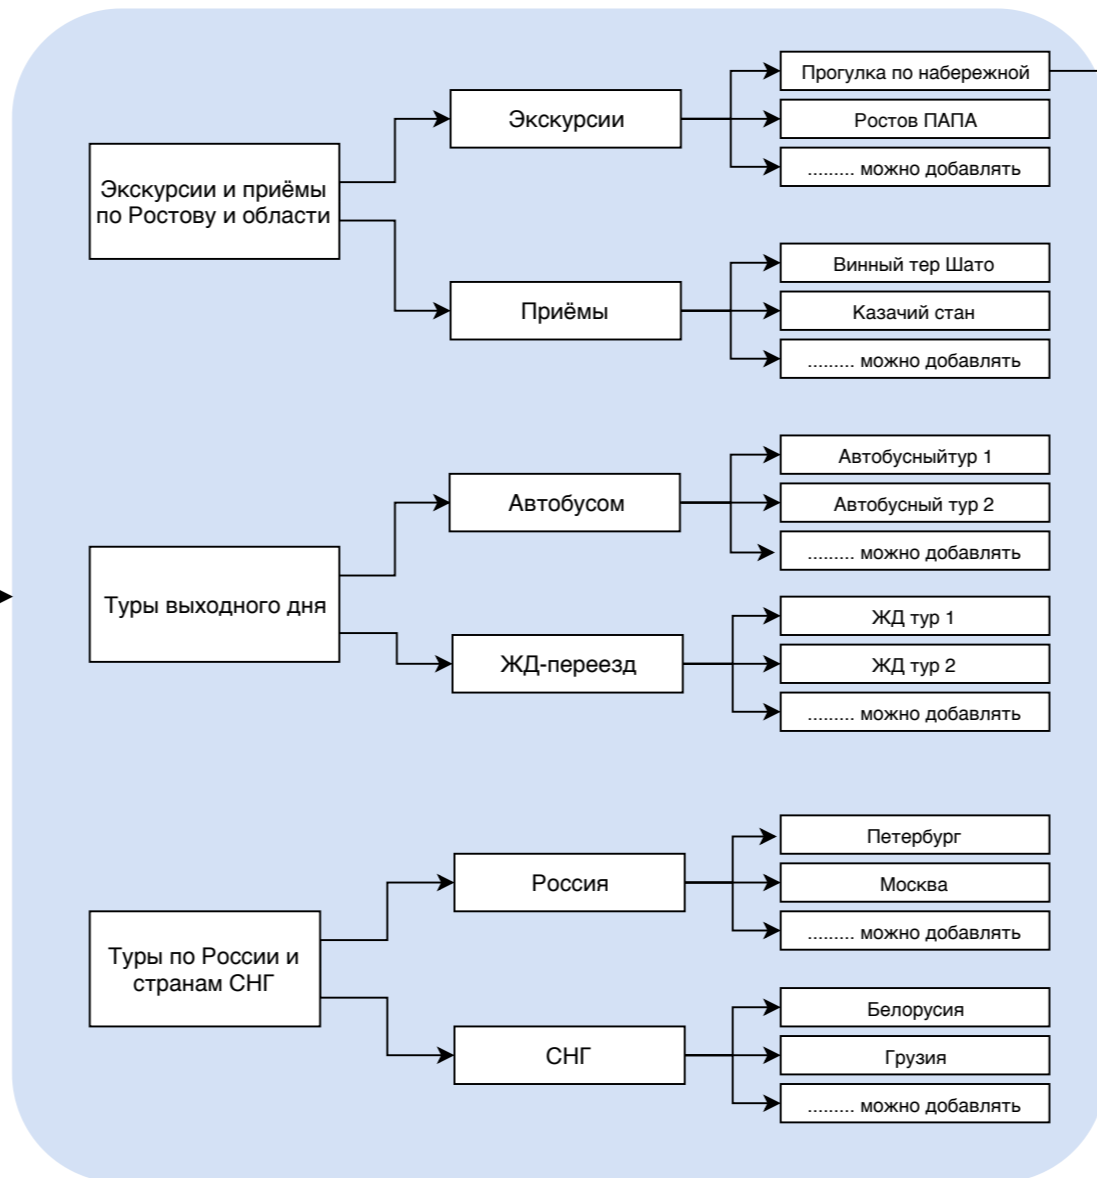 Экскурсии и приёмы
по Ростову и области
Экскурсии
Прогулка по набережной
Ростов ПАПА
......... можно добавлять
Приёмы
Винный тер Шато
Казачий стан
......... можно добавлять
Туры выходного дня
Автобусом
Автобусныйтур 1
Автобусный тур 2
......... можно добавлять
ЖД-переезд
ЖД тур 1
ЖД тур 2
......... можно добавлять
Туры по России и
странам СНГ
Россия
Петербург
Москва
......... можно добавлять
СНГ
Белорусия
Грузия
......... можно добавлять